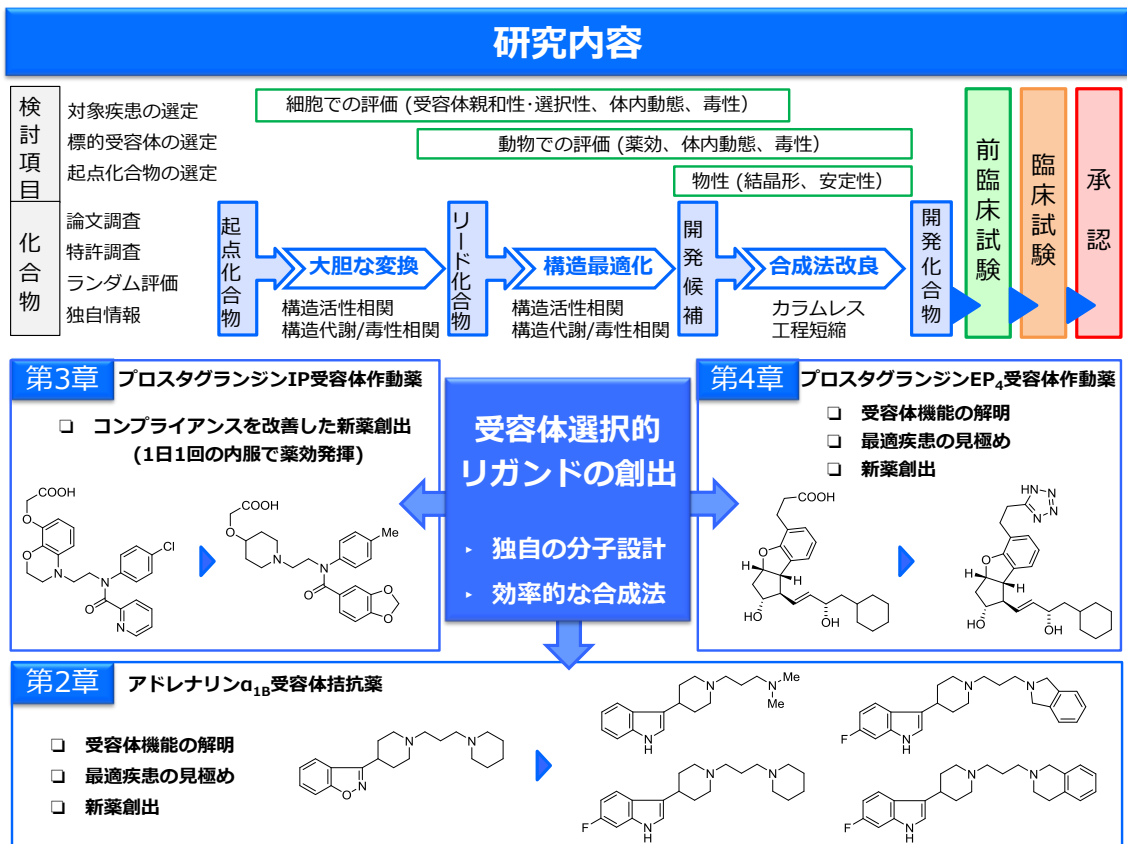 研究内容
検討項目
対象疾患の選定
標的受容体の選定
起点化合物の選定
細胞での評価 (受容体親和性･選択性、体内動態、毒性)
動物での評価 (薬効、体内動態、毒性)
物性 (結晶形、安定性)
化合物
論文調査
特許調査
ランダム評価
独自情報
起点化合物
大胆な変換
構造活性相関
構造代謝/毒性相関
リード化合物
構造最適化
構造活性相関
構造代謝/毒性相関
開発候補
合成法改良
カラムレス
工程短縮
開発化合物
前臨床試験
臨床試験
承認
第3章 プロスタグランジンIP受容体作動薬
❑ コンプライアンスを改善した新薬創出
(1日1回の内服で薬効発揮)
COOH
O
O
N
Cl
N
O
N
COOH
O
N
Me
N
O
O
O
受容体選択的
リガンドの創出
‣ 独自の分子設計
‣ 効率的な合成法
第4章 プロスタグランジンEP4受容体作動薬
❑ 受容体機能の解明
❑ 最適疾患の見極め
❑ 新薬創出
COOH
O
H
H
HO
OH
HN
N
N
N
O
H
H
HO
OH
第2章 アドレナリンα1B受容体拮抗薬
❑ 受容体機能の解明
❑ 最適疾患の見極め
❑ 新薬創出
N
N
O
N
N
N
Me
Me
N
H
N
N
F
N
H
N
N
F
N
H
N
N
F
N
H